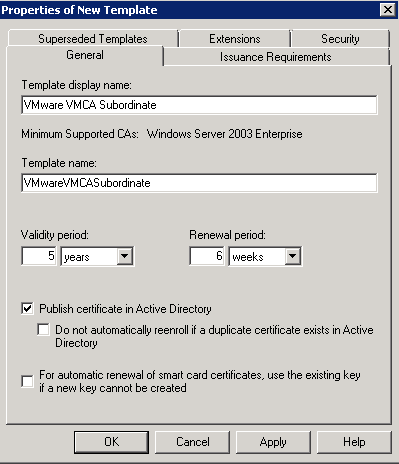 Properties of New Template
Superseded Templates Extensions Security
General Issuance Requirements
Template display name:
VMware VMCA Subordinate
Minimum Supported CAs: Windows Server 2003 Enterprise
Template name:
VMwareVMCASubordinate
Validity period: Renewal period:
5 years 6 weeks
Publish certificate in Active Directory
Do not automatically reenroll if a duplicate certificate exists in Active
Directory
For automatic renewal of smart card certificates, use the existing key
if a new key cannot be created
OK Cancel Apply Help